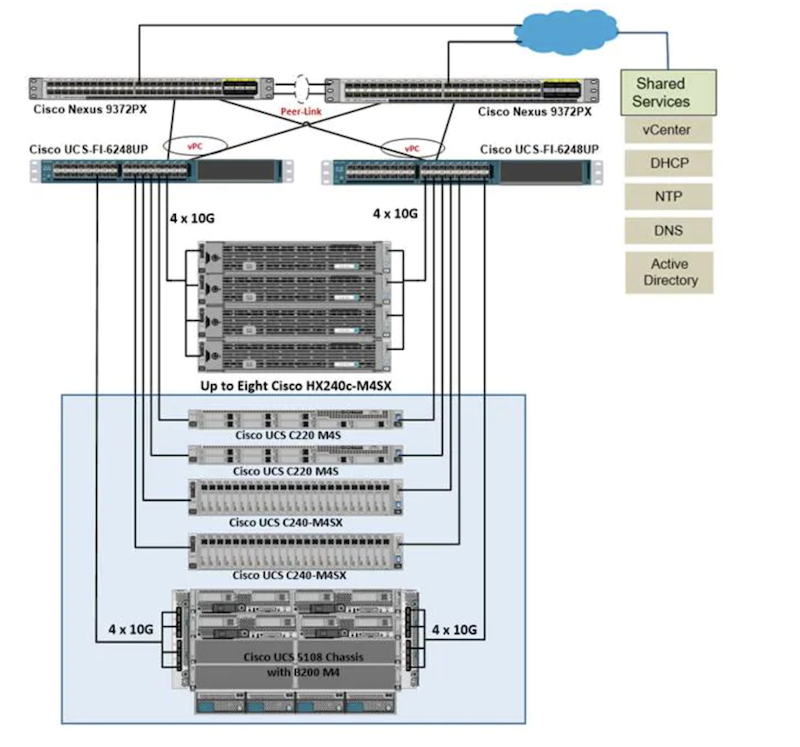 Cisco Nexus 9372PX
Peer-Link
Cisco Nexus 9372PX
Shared
Services
vCenter
DHCP
NTP
DNS
Active
Directory
Cisco UCS-FI-6248UP
vPC
vPC
Cisco UCS-FI-6248UP
4 x 10G
4 x 10G
Up to Eight Cisco HX240c-M4SX
Cisco UCS C220 M4S
Cisco UCS C220 M4S
Cisco UCS C240-M4SX
Cisco UCS C240-M4SX
4 x 10G
4 x 10G
Cisco UCS 5108 Chassis
with B200 M4